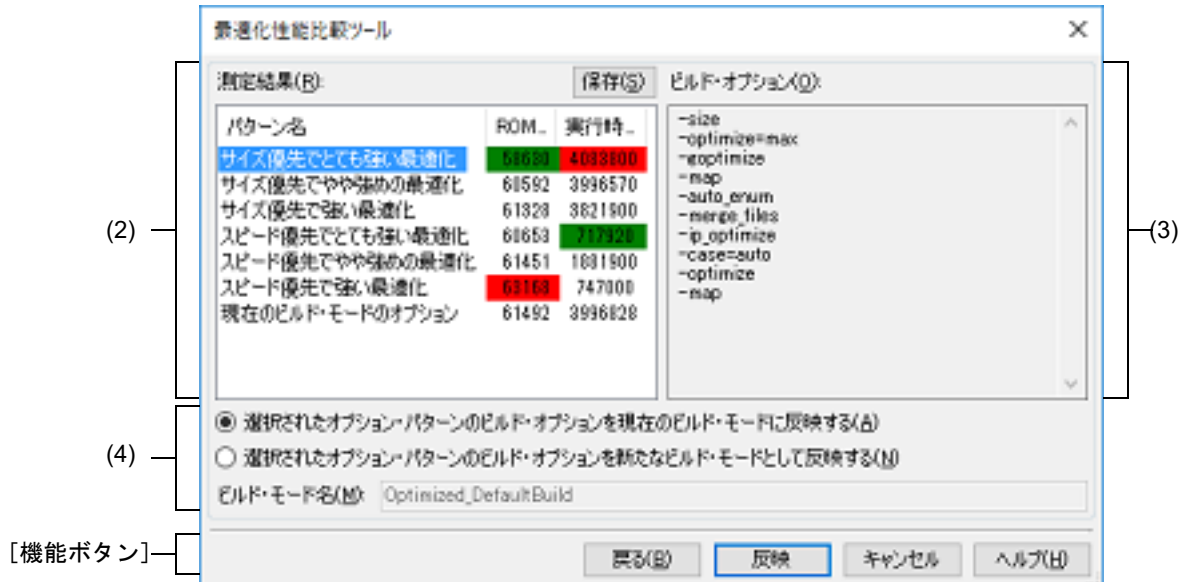 最適化性能比較ツール
測定結果(R):
保存(S)
ビルド・オプション(O):
パターン名 ROM... 実行時...
サイズ優先でとても強い最適化 58680 4083800
サイズ優先でやや強めの最適化 60592 3996570
サイズ優先で強い最適化 61328 3821900
スピード優先でとても強い最適化 60653 717920
スピード優先でやや強めの最適化 61451 1881900
スピード優先で強い最適化 63168 747000
現在のビルド・モードのオプション 61492 3996828
-size
-optimize=max
-goptimize
-map
-auto_enum
-merge_files
-ip_optimize
-case=auto
-optimize
-map
(2)
(3)
選択されたオプション・パターンのビルド・オプションを現在のビルド・モードに反映する(A)
選択されたオプション・パターンのビルド・オプションを新たなビルド・モードとして反映する(N)
ビルド・モード名(M): Optimized_DefaultBuild
(4)
[機能ボタン]
戻る(B) 反映 キャンセル ヘルプ(H)